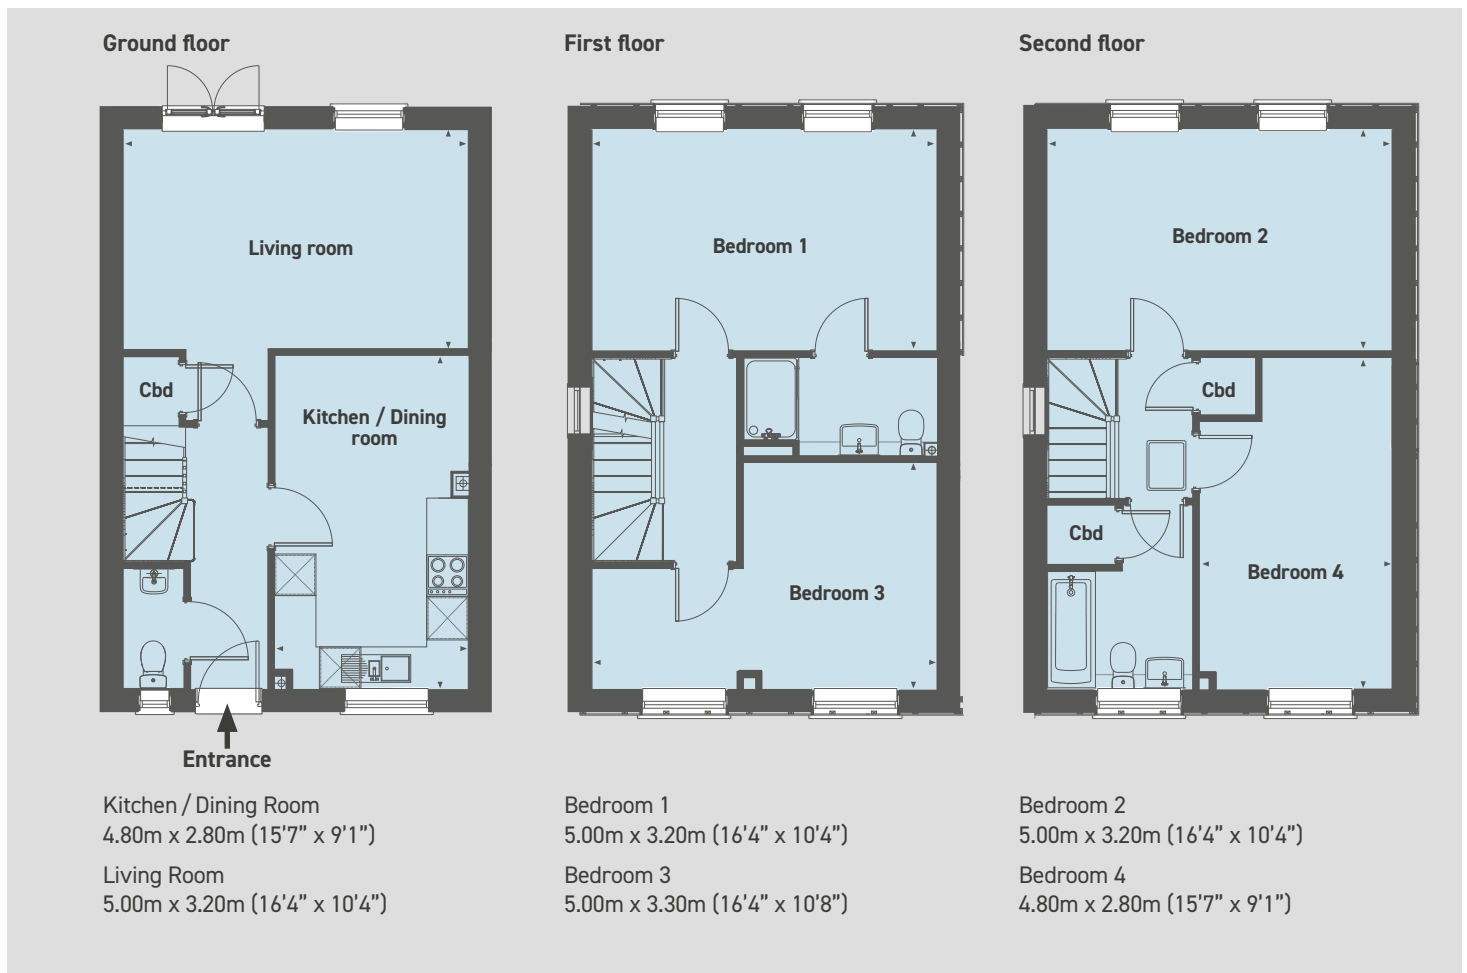 Ground floor
Living room
Cbd
Kitchen / Dining
room
Entrance
Kitchen / Dining Room
4.80m x 2.80m (15’7” x 9’1”)
Living Room
5.00m x 3.20m (16’4” x 10’4”)
First floor
Bedroom 1
Bedroom 3
Bedroom 1
5.00m x 3.20m (16’4” x 10’4”)
Bedroom 3
5.00m x 3.30m (16’4” x 10’8”)
Second floor
Bedroom 2
Cbd
Cbd
Bedroom 4
Bedroom 2
5.00m x 3.20m (16’4” x 10’4”)
Bedroom 4
4.80m x 2.80m (15’7” x 9’1”)